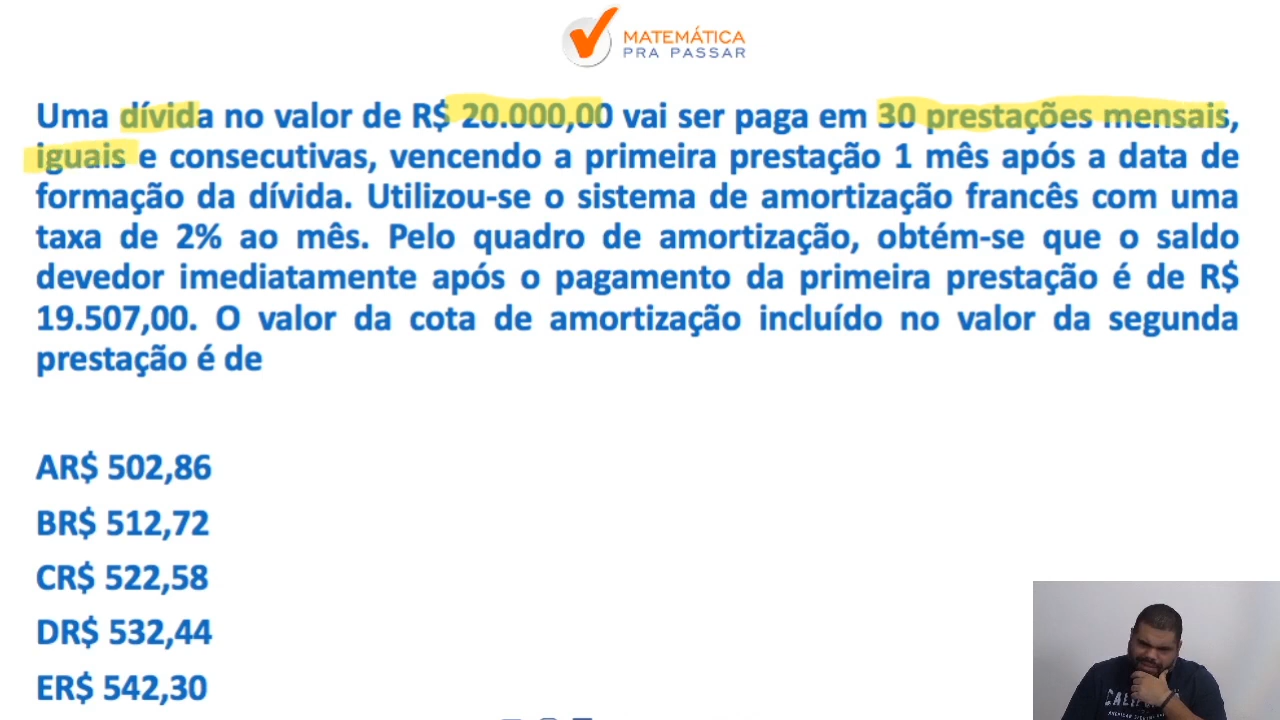 MATEMÁTICA
PRA PASSAR
Uma dívida no valor de R$ 20.000,00 vai ser paga em 30 prestações mensais,
iguais e consecutivas, vencendo a primeira prestação 1 mês após a data de
formação da dívida. Utilizou-se o sistema de amortização francês com uma
taxa de 2% ao mês. Pelo quadro de amortização, obtém-se que o saldo
devedor imediatamente após o pagamento da primeira prestação é de R$
19.507,00. O valor da cota de amortização incluído no valor da segunda
prestação é de
AR$ 502,86
BR$ 512,72
CR$ 522,58
DR$ 532,44
ER$ 542,30